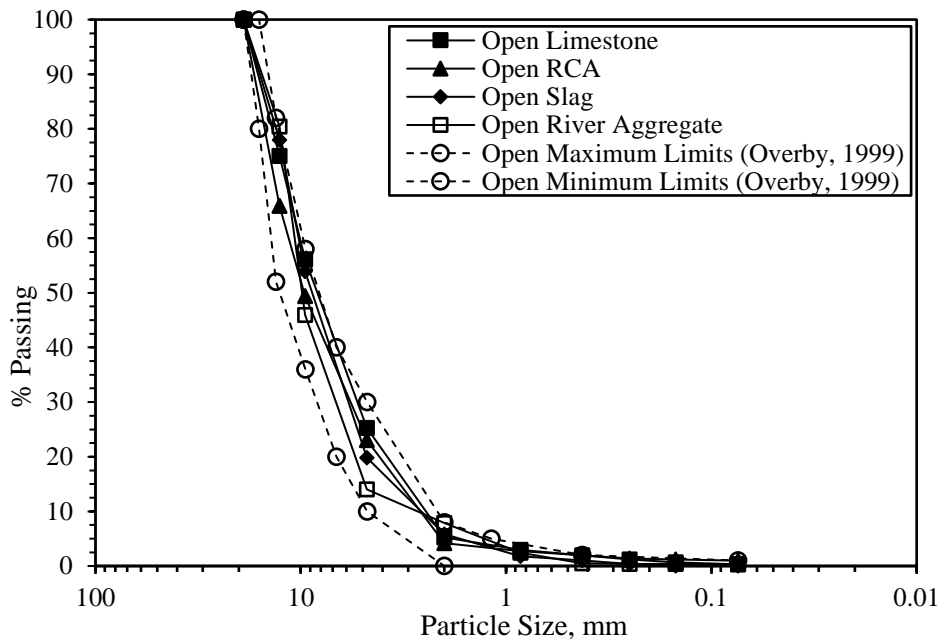 100
90
80
70
60
50
40
30
20
10
0
% Passing
Open Limestone
Open RCA
Open Slag
Open River Aggregate
Open Maximum Limits (Overby, 1999)
Open Minimum Limits (Overby, 1999)
100 10 1 0.1 0.01
Particle Size, mm